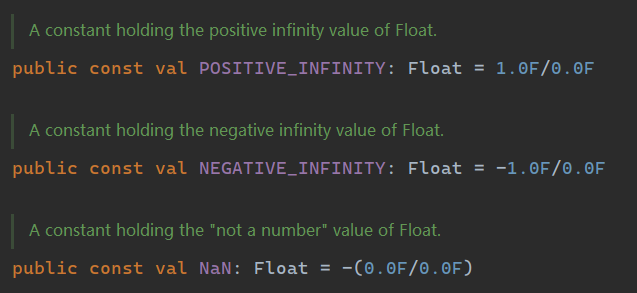 A constant holding the positive infinity value of Float.
public const val POSITIVE_INFINITY: Float = 1.0F/0.0F
A constant holding the negative infinity value of Float.
public const val NEGATIVE_INFINITY: Float = -1.0F/0.0F
A constant holding the "not a number" value of Float.
public const val NaN: Float = -(0.0F/0.0F)